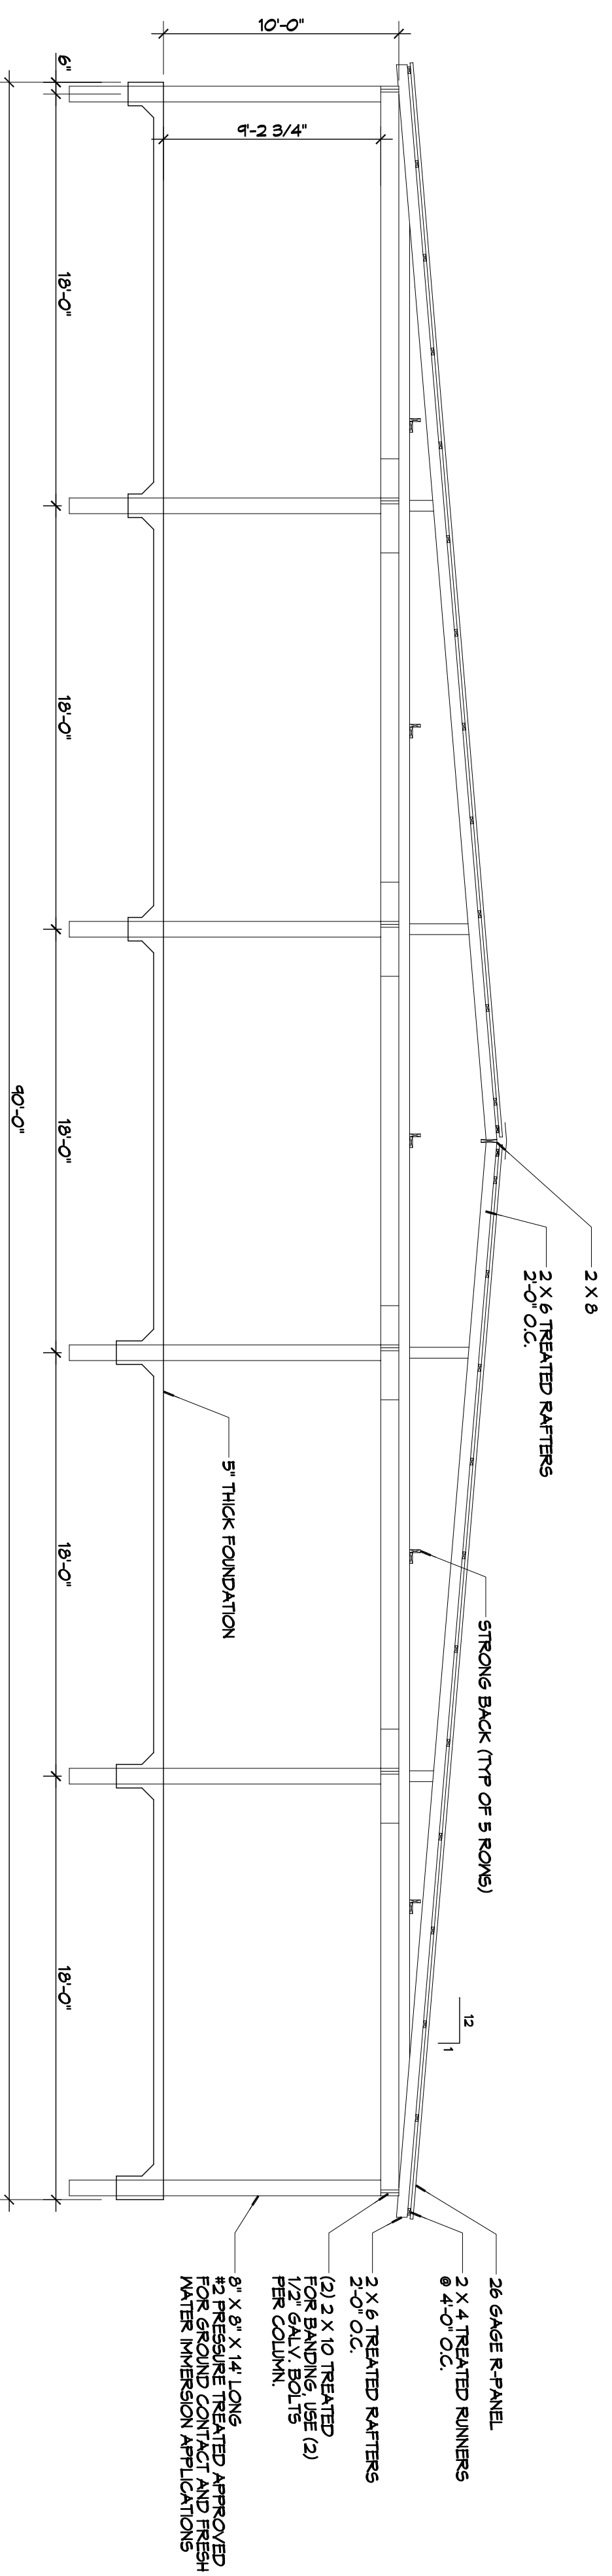 2 X 8
2 X 6 TREATED RAFTERS
2'-0" O.C.
STRONG BACK (TYP OF 5 ROWS)
12
1
26 GAGE R-PANEL
2 X 4 TREATED RUNNERS
@ 4'-0" O.C.
2 X 6 TREATED RAFTERS
2'-0" O.C.
(2) 2 X 10 TREATED
FOR BANDING, USE (2)
1/2" GALV. BOLTS
PER COLUMN.
8" X 8" X 14' LONG
#2 PRESSURE TREATED APPROVED
FOR GROUND CONTACT AND FRESH
WATER IMMERSION APPLICATIONS
5" THICK FOUNDATION
10'-0"
9'-2 3/4"
6"
18'-0"
18'-0"
18'-0"
18'-0"
18'-0"
90'-0"